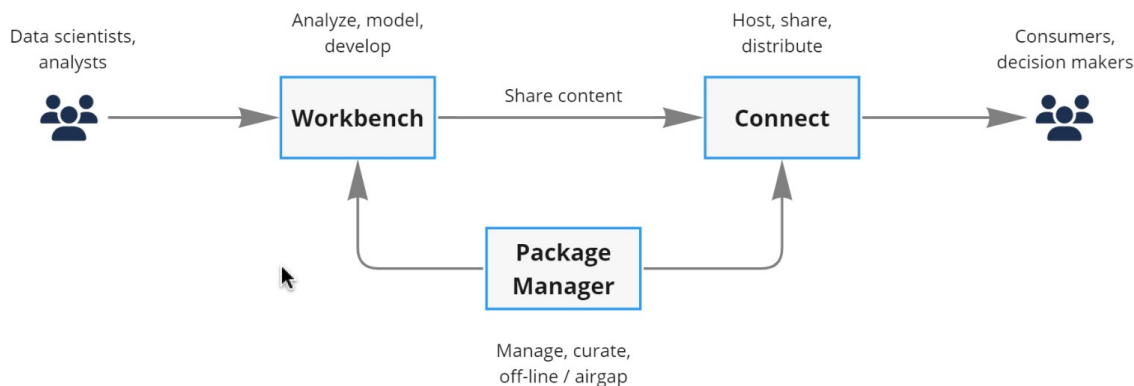 Data scientists,
analysts
Analyze, model,
develop
Workbench
Share content
Host, share,
distribute
Connect
Consumers,
decision makers
Package
Manager
Manage, curate,
off-line / airgap